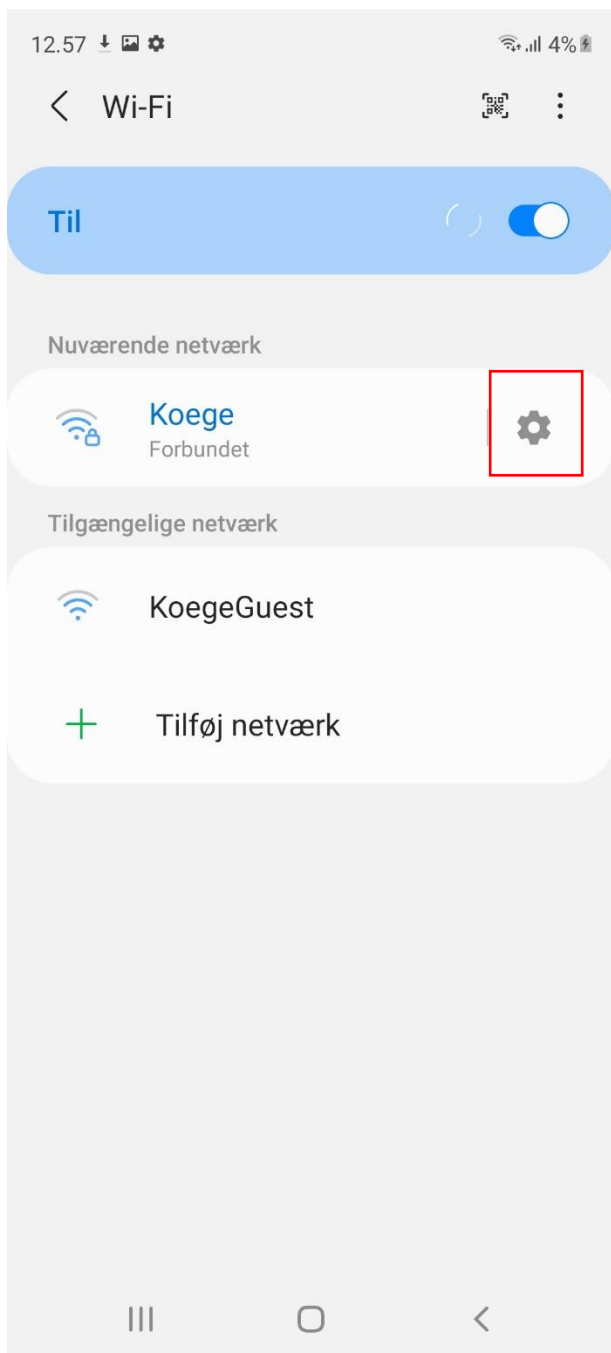 12.57 4%
Wi-Fi
Til
Nuværende netværk
Koege
Forbundet
Tilgængelige netværk
KoegeGuest
Tilføj netværk